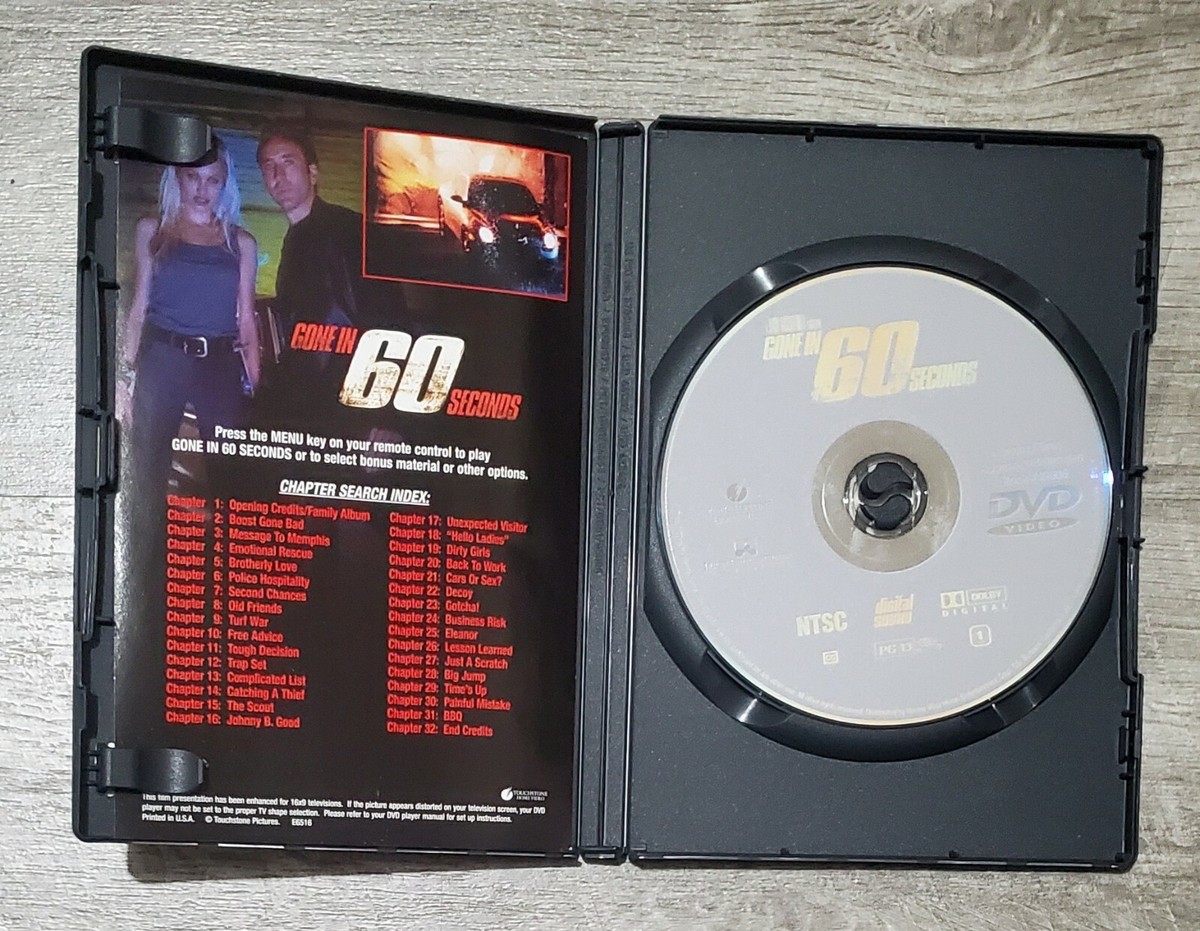 GONE IN
60
SECONDS
Press the MENU key on your remote control to play
GONE IN 60 SECONDS or to select bonus material or other options.
CHAPTER SEARCH INDEX:
Chapter 1: Opening Credits/Family Album
Chapter 2: Boost Gone Bad
Chapter 3: Message To Memphis
Chapter 4: Emotional Rescue
Chapter 5: Brotherly Love
Chapter 6: Police Hospitality
Chapter 7: Second Chances
Chapter 8: Old Friends
Chapter 9: Turf War
Chapter 10: Free Advice
Chapter 11: Tough Decision
Chapter 12: Trap Set
Chapter 13: Complicated List
Chapter 14: Catching A Thief
Chapter 15: The Scout
Chapter 16: Johnny B. Good
Chapter 17: Unexpected Visitor
Chapter 18: "Hello Ladies"
Chapter 19: Dirty Girls
Chapter 20: Back To Work
Chapter 21: Cars Or Sex?
Chapter 22: Decoy
Chapter 23: Gotcha!
Chapter 24: Business Risk
Chapter 25: Eleanor
Chapter 26: Lesson Learned
Chapter 27: Just A Scratch
Chapter 28: Big Jump
Chapter 29: Time's Up
Chapter 30: Painful Mistake
Chapter 31: BBQ
Chapter 32: End Credits
TOUCHSTONE
HOME VIDEO
This film presentation has been enhanced for 16x9 televisions. If the picture appears distorted on your television screen, your DVD
player may not be set to the proper TV shape selection. Please refer to your DVD player manual for set up instructions.
Printed in U.S.A. © Touchstone Pictures. E6516
GONE IN
60
SECONDS
DVD
VIDEO
NTSC
digital
sound
DOLBY
DIGITAL
PG 13
1